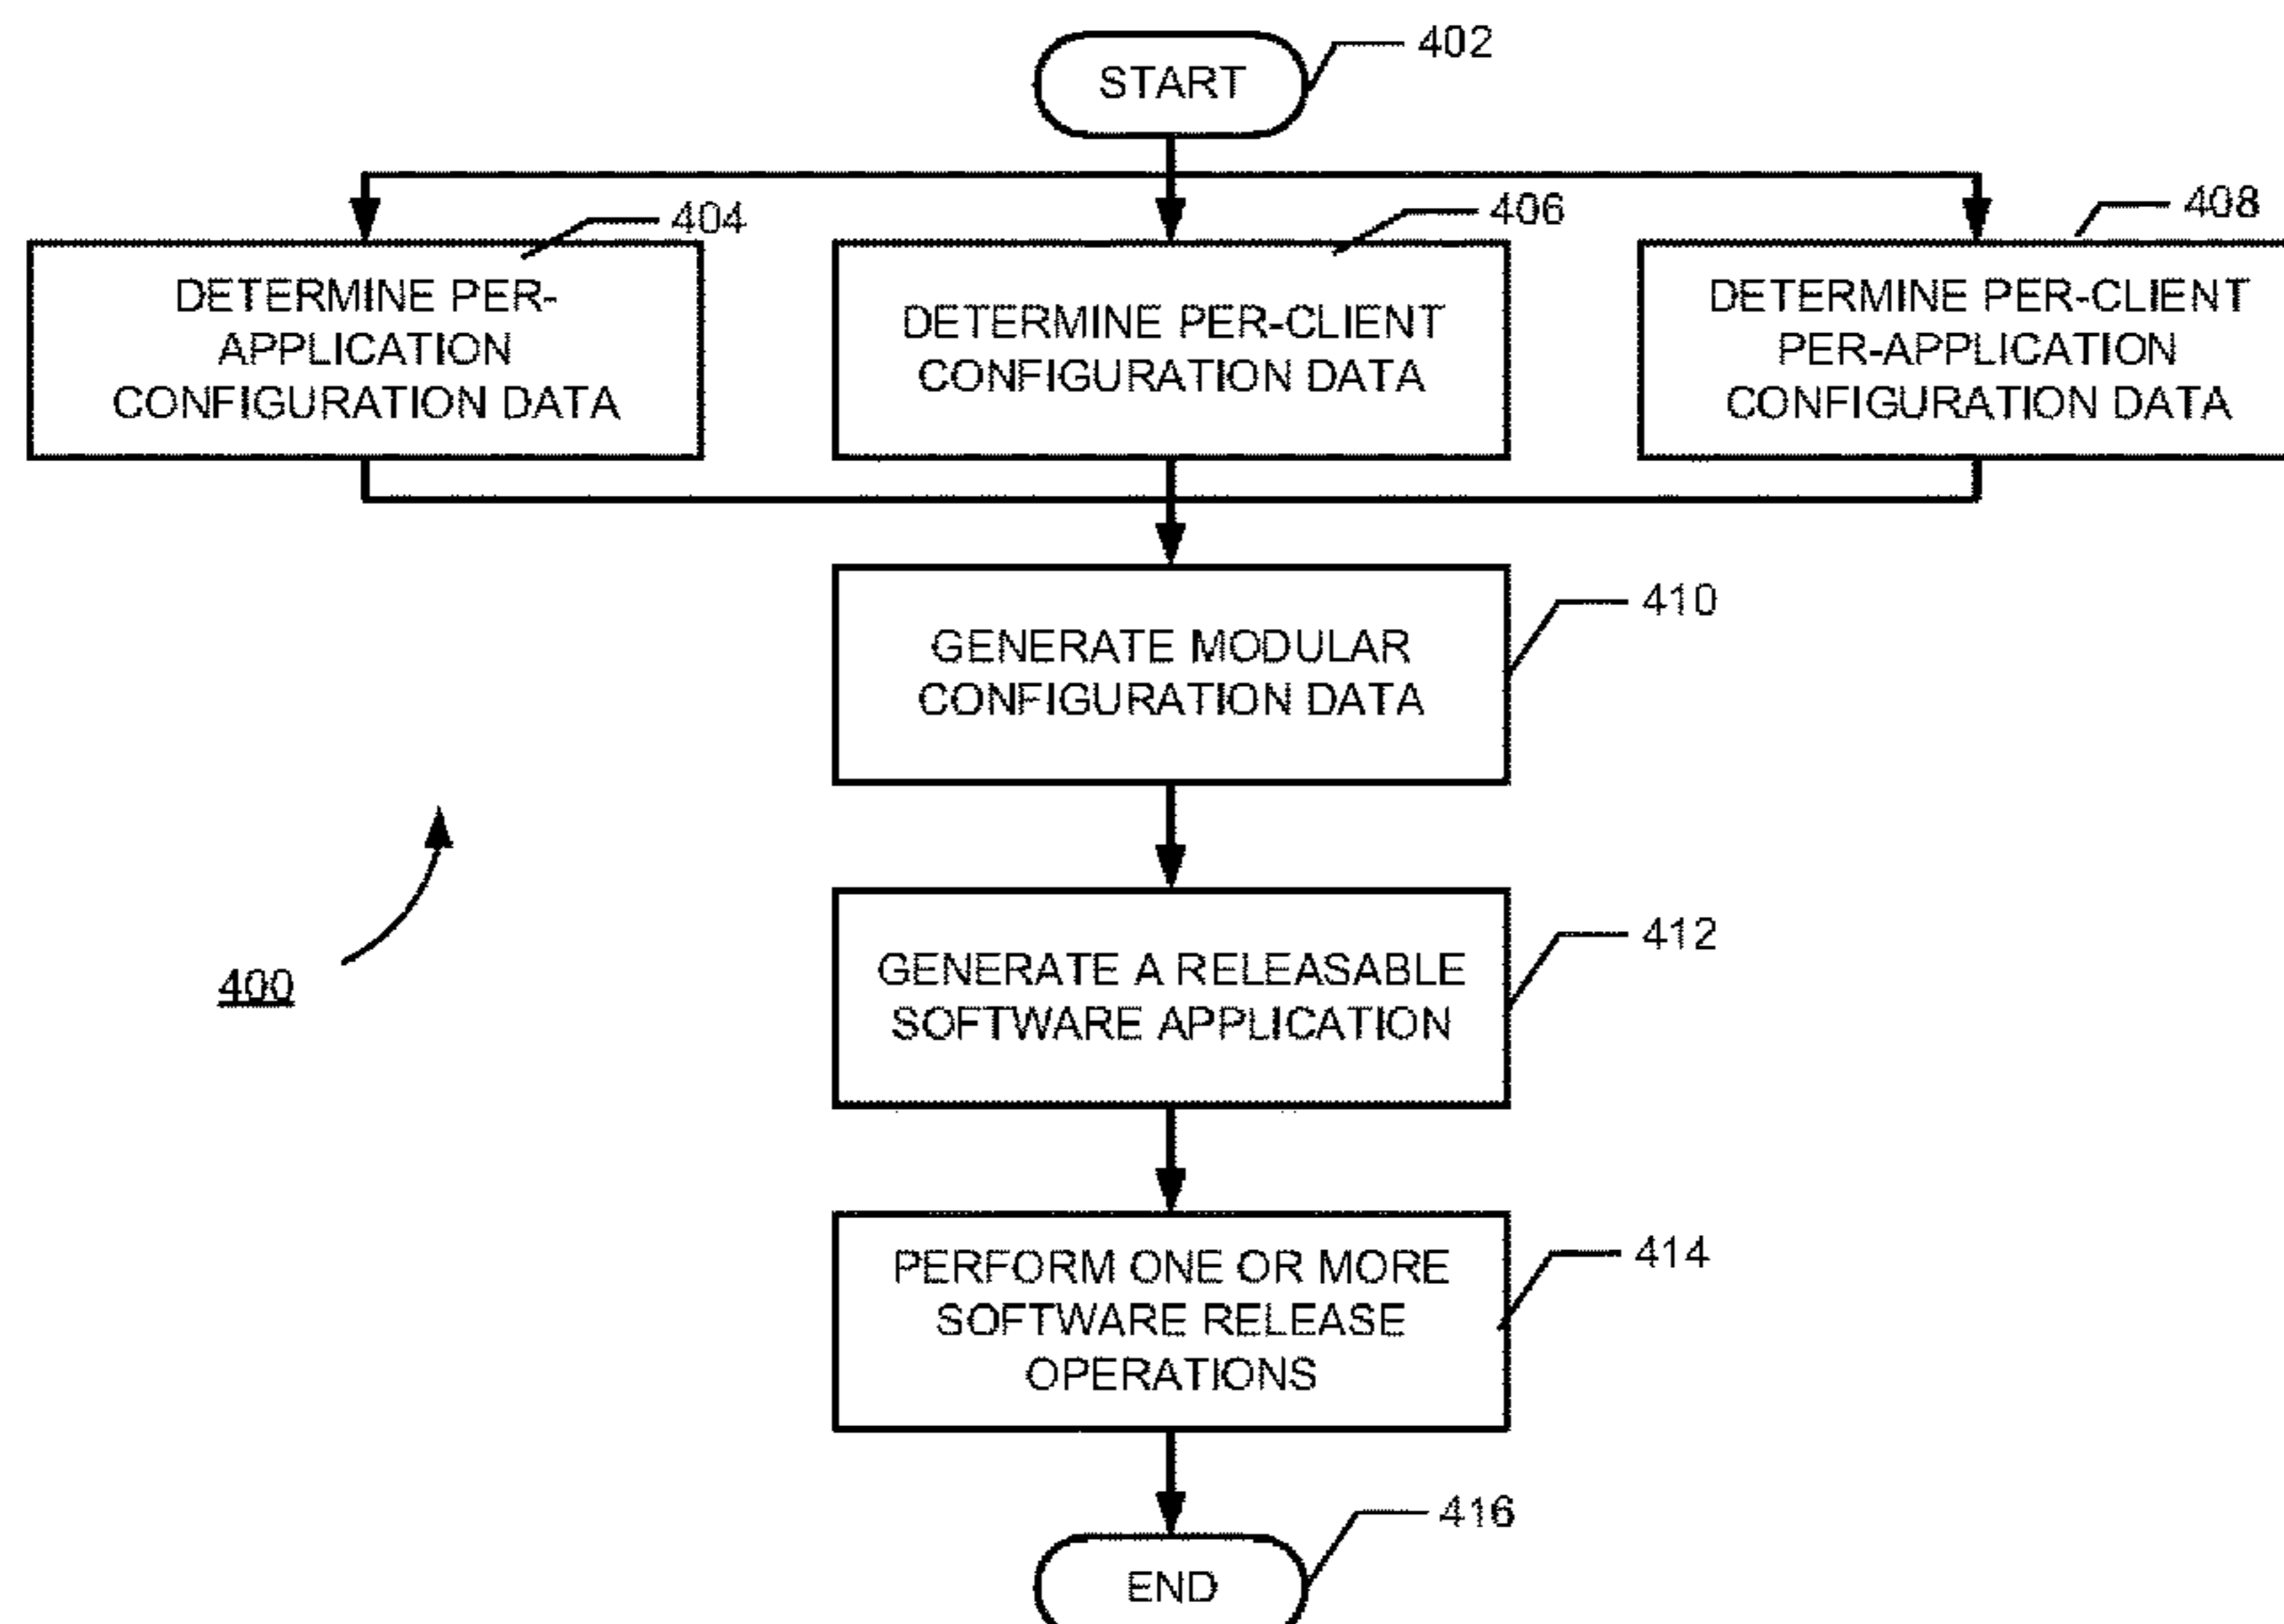 START
402
404
406
408
DETERMINE PER-
APPLICATION
CONFIGURATION DATA
DETERMINE PER-CLIENT
CONFIGURATION DATA
DETERMINE PER-CLIENT
PER-APPLICATION
CONFIGURATION DATA
410
GENERATE MODULAR
CONFIGURATION DATA
412
GENERATE A RELEASABLE
SOFTWARE APPLICATION
400
414
PERFORM ONE OR MORE
SOFTWARE RELEASE
OPERATIONS
416
END